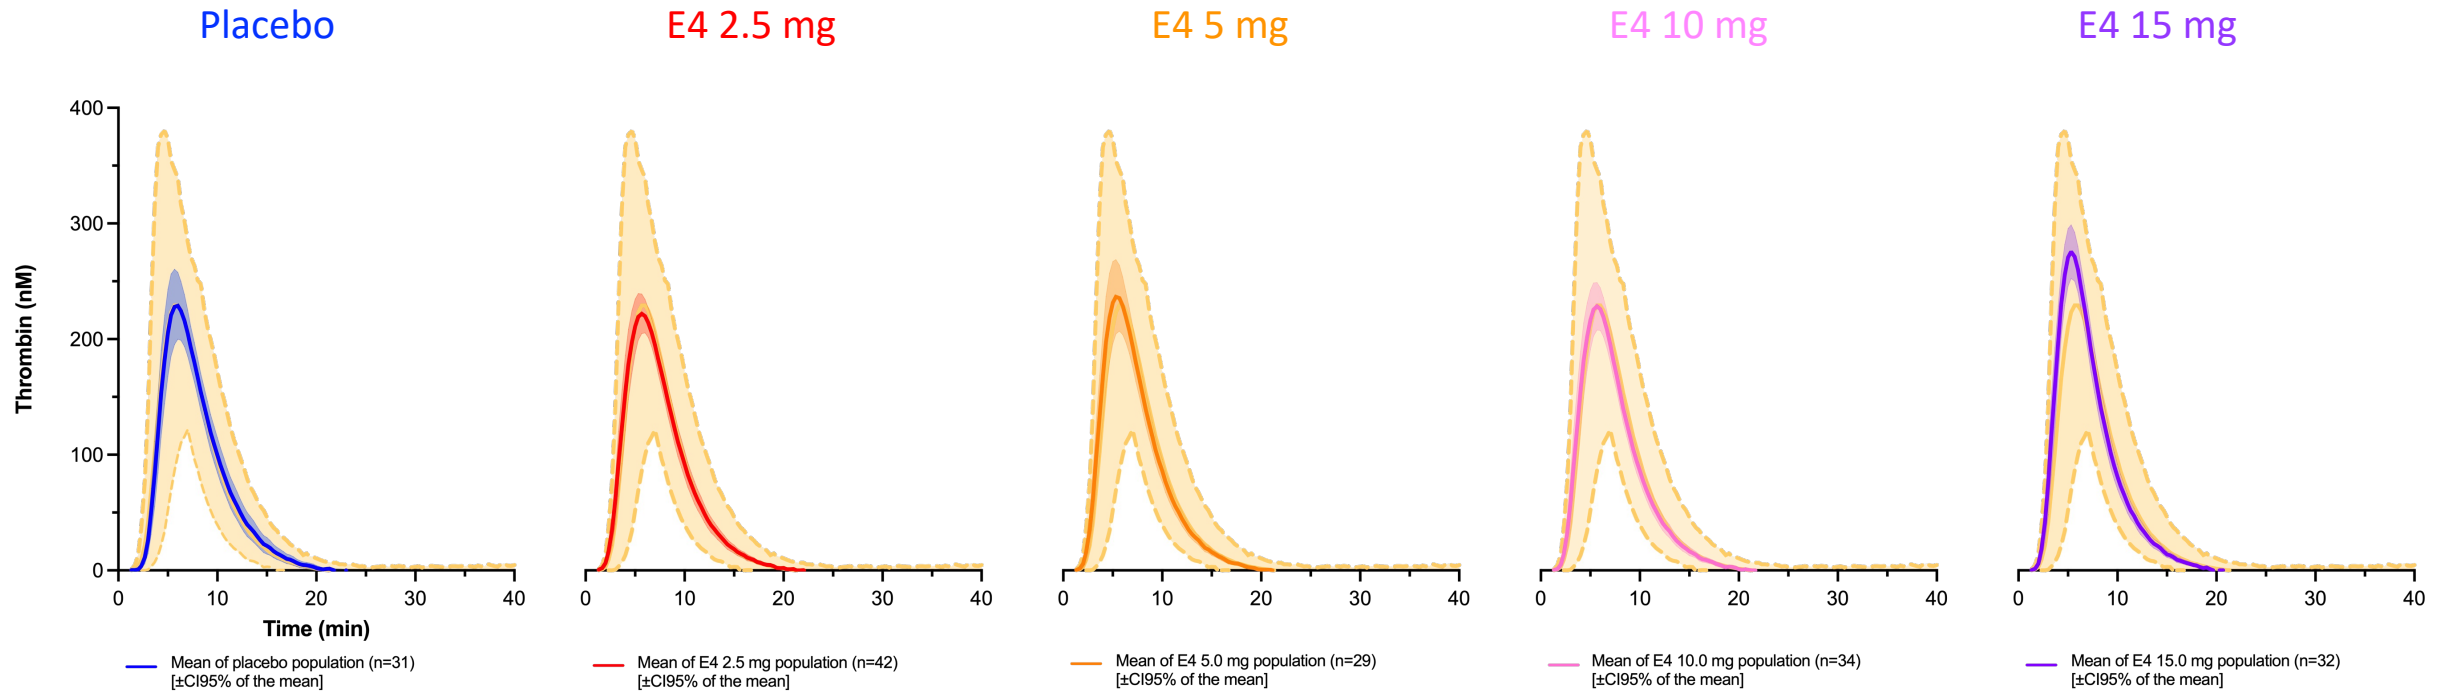 Placebo
E4 2.5 mg
E4 5 mg
E4 10 mg
E4 15 mg
Thrombin (nM)
400
300
200
100
0
0 10 20 30 40
0 10 20 30 40
0 10 20 30 40
0 10 20 30 40
0 10 20 30 40
Time (min)
Mean of placebo population (n=31)
[±CI95% of the mean]
Mean of E4 2.5 mg population (n=42)
[±CI95% of the mean]
Mean of E4 5.0 mg population (n=29)
[±CI95% of the mean]
Mean of E4 10.0 mg population (n=34)
[±CI95% of the mean]
Mean of E4 15.0 mg population (n=32)
[±CI95% of the mean]